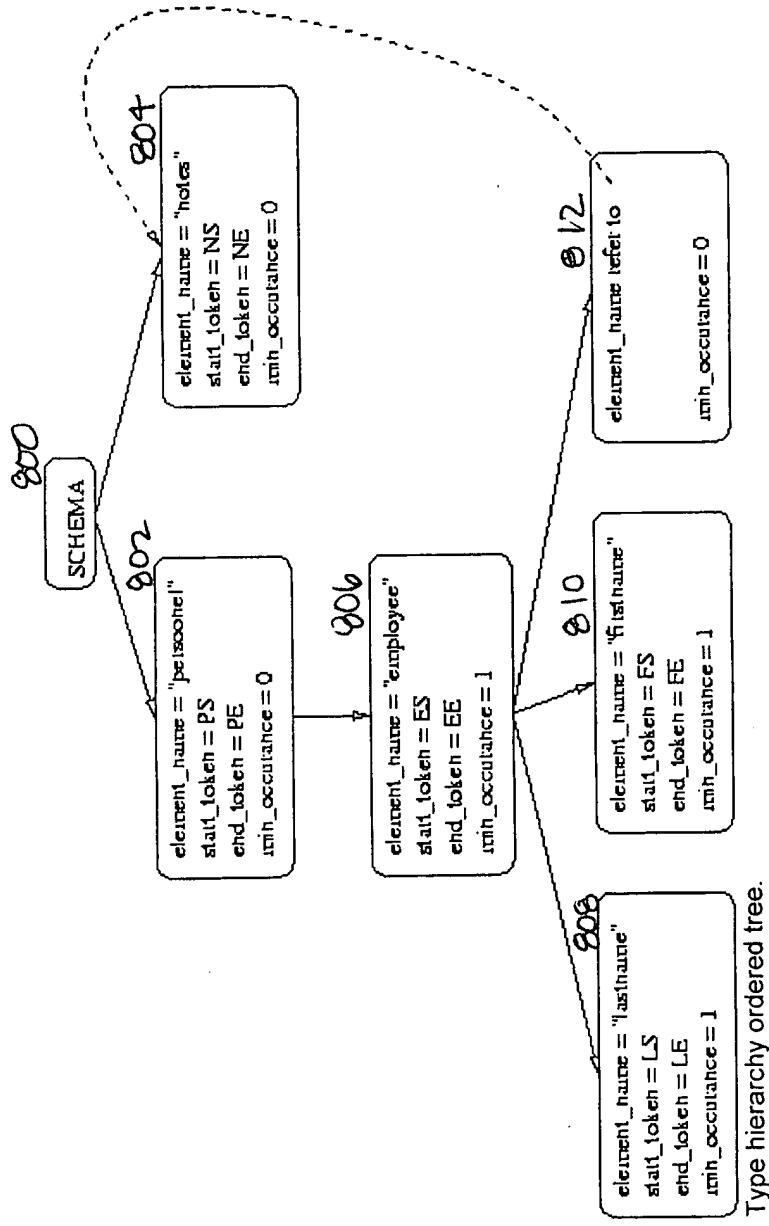 800
SCHEMA
802
element_name = "personnel"
start_token = PS
end_token = PE
min_occurance = 0
804
element_name = "notes"
start_token = NS
end_token = NE
min_occurance = 0
806
element_name = "employee"
start_token = ES
end_token = EE
min_occurance = 1
808
element_name = "lastname"
start_token = LS
end_token = LE
min_occurance = 1
810
element_name = "firstname"
start_token = FS
end_token = FE
min_occurance = 1
812
element_name refer to
min_occurance = 0
Type hierarchy ordered tree.